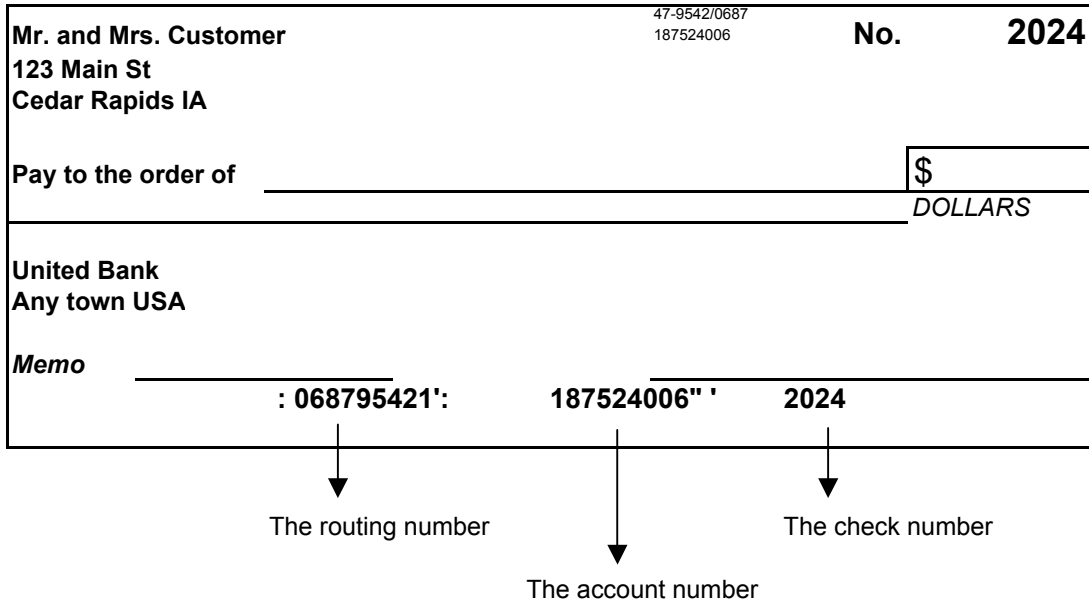 47-9542/0687
Mr. and Mrs. Customer 187524006 No. 2024
123 Main St
Cedar Rapids IA
Pay to the order of $
DOLLARS
United Bank
Any town USA
Memo
: 068795421': 187524006" ' 2024
The routing number The check number
The account number